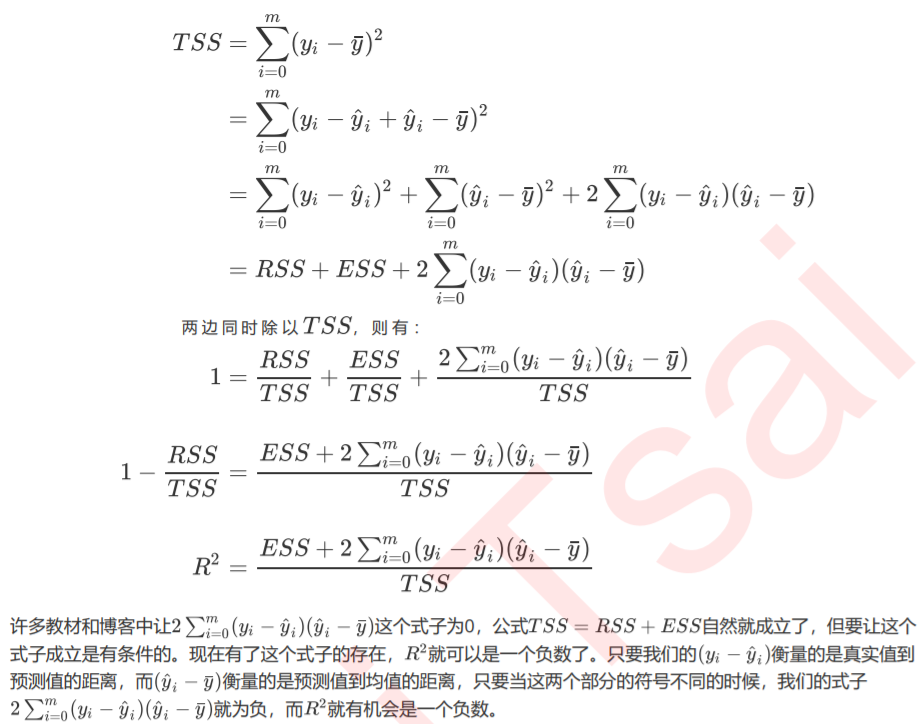 TSS = \sum_{i=0}^{m}(y_i - \bar{y})^2
= \sum_{i=0}^{m}(y_i - \hat{y}_i + \hat{y}_i - \bar{y})^2
= \sum_{i=0}^{m}(y_i - \hat{y}_i)^2 + \sum_{i=0}^{m}(\hat{y}_i - \bar{y})^2 + 2\sum_{i=0}^{m}(y_i - \hat{y}_i)(\hat{y}_i - \bar{y})
= RSS + ESS + 2\sum_{i=0}^{m}(y_i - \hat{y}_i)(\hat{y}_i - \bar{y})
两边同时除以TSS，则有：
1 = \frac{RSS}{TSS} + \frac{ESS}{TSS} + \frac{2\sum_{i=0}^{m}(y_i - \hat{y}_i)(\hat{y}_i - \bar{y})}{TSS}
1 - \frac{RSS}{TSS} = \frac{ESS + 2\sum_{i=0}^{m}(y_i - \hat{y}_i)(\hat{y}_i - \bar{y})}{TSS}
R^2 = \frac{ESS + 2\sum_{i=0}^{m}(y_i - \hat{y}_i)(\hat{y}_i - \bar{y})}{TSS}
许多教材和博客中让2\sum_{i=0}^{m}(y_i - \hat{y}_i)(\hat{y}_i - \bar{y})这个式子为0，公式TSS = RSS + ESS自然就成立了，但要让这个
式子成立是有条件的。现在有了这个式子的存在，R^2就可以是一个负数了。只要我们的(y_i - \hat{y}_i)衡量的是真实值到
预测值的距离，而(\hat{y}_i - \bar{y})衡量的是预测值到均值的距离，只要当这两个部分的符号不同的时候，我们的式子
2\sum_{i=0}^{m}(y_i - \hat{y}_i)(\hat{y}_i - \bar{y})就为负，而R^2就有机会是一个负数。
Tsai